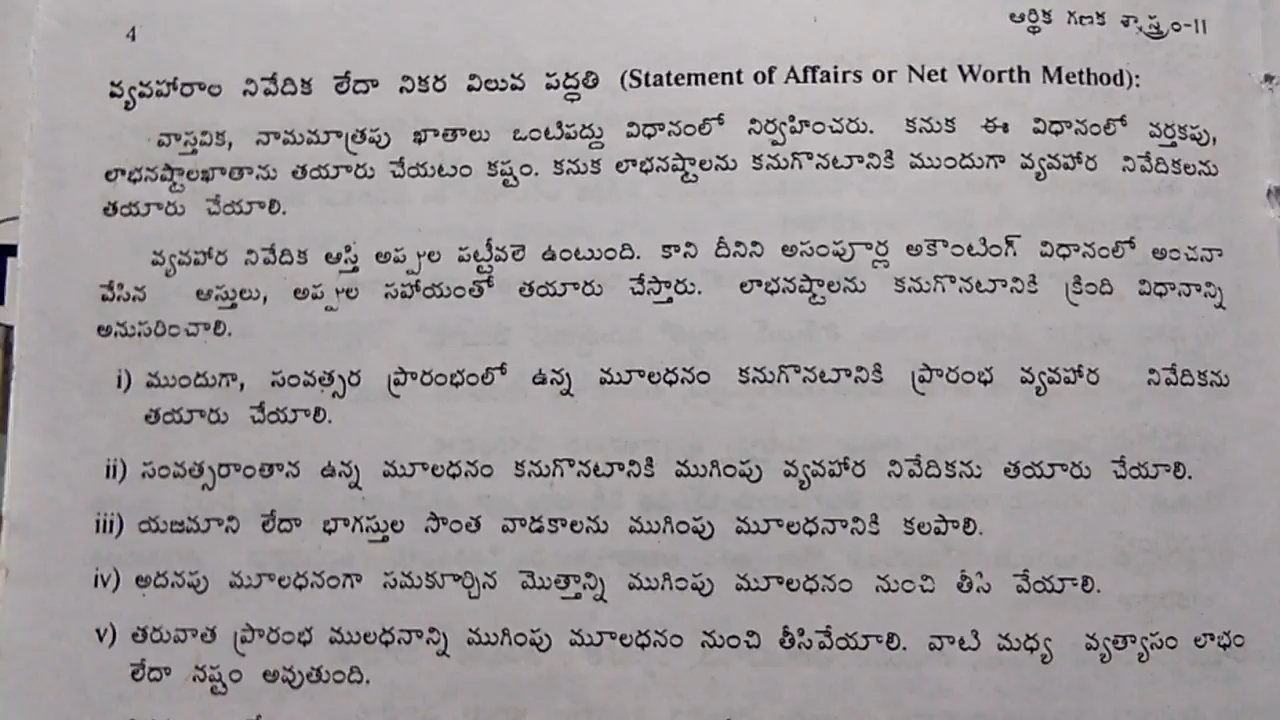 4
ఆర్థిక గణక శాస్త్రం-II
వ్యవహారాల నివేదిక లేదా నికర విలువ పద్ధతి (Statement of Affairs or Net Worth Method):
వాస్తవిక, నామమాత్రపు ఖాతాలు ఒంటిపద్దు విధానంలో నిర్వహించరు. కనుక ఈ విధానంలో వర్తకపు,
లాభనష్టాలఖాతాను తయారు చేయటం కష్టం. కనుక లాభనష్టాలను కనుగొనటానికి ముందుగా వ్యవహార నివేదికలను
తయారు చేయాలి.
వ్యవహార నివేదిక ఆస్తి అప్పుల పట్టీవలె ఉంటుంది. కాని దీనిని అసంపూర్ణ అకౌంటింగ్ విధానంలో అంచనా
వేసిన ఆస్తులు, అప్పుల సహాయంతో తయారు చేస్తారు. లాభనష్టాలను కనుగొనటానికి క్రింది విధానాన్ని
అనుసరించాలి.
i) ముందుగా, సంవత్సర ప్రారంభంలో ఉన్న మూలధనం కనుగొనటానికి ప్రారంభ వ్యవహార నివేదికను
తయారు చేయాలి.
ii) సంవత్సరాంతాన ఉన్న మూలధనం కనుగొనటానికి ముగింపు వ్యవహార నివేదికను తయారు చేయాలి.
iii) యజమాని లేదా భాగస్తుల సొంత వాడకాలను ముగింపు మూలధనానికి కలపాలి.
iv) అదనపు మూలధనంగా సమకూర్చిన మొత్తాన్ని ముగింపు మూలధనం నుంచి తీసి వేయాలి.
v) తరువాత ప్రారంభ ములధనాన్ని ముగింపు మూలధనం నుంచి తీసివేయాలి. వాటి మధ్య వ్యత్యాసం లాభం
లేదా నష్టం అవుతుంది.